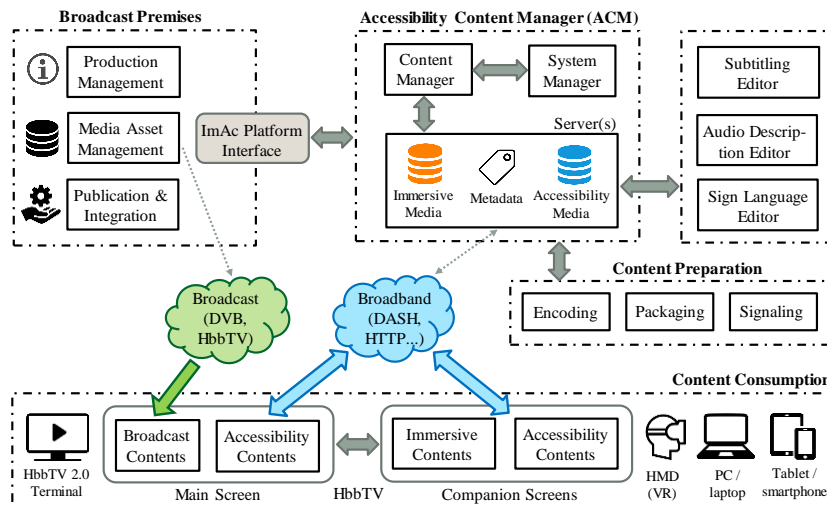 Broadcast Premises
Production
Management
Media Asset
Management
Publication &
Integration
ImAc Platform
Interface
Accessibility Content Manager (ACM)
Content
Manager
System
Manager
Server(s)
Immersive
Media
Metadata
Accessibility
Media
Subtitling
Editor
Audio Descrip-
tion Editor
Sign Language
Editor
Content Preparation
Encoding
Packaging
Signaling
Broadcast
(DVB,
HbbTV)
Broadband
(DASH,
HTTP...)
Content Consumption
HbbTV 2.0
Terminal
Broadcast
Contents
Accessibility
Contents
Main Screen
HbbTV
Immersive
Contents
Accessibility
Contents
Companion Screens
HMD
(VR)
PC /
laptop
Tablet /
smartphone